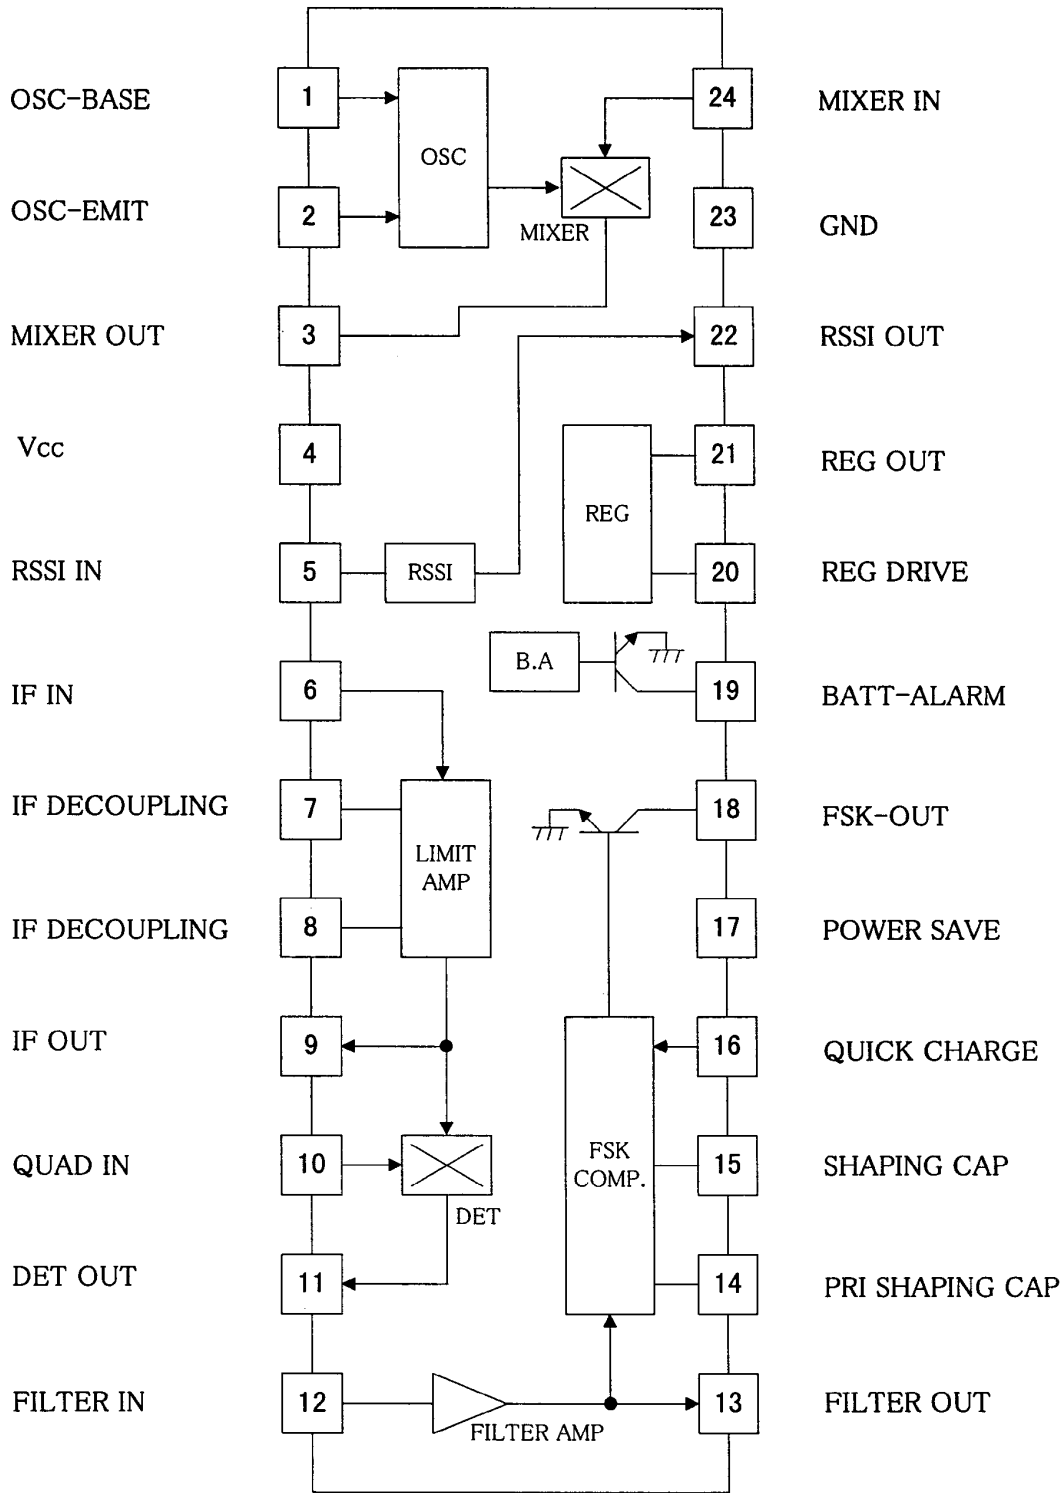 OSC-BASE
1
OSC
24
MIXER IN
OSC-EMIT
2
MIXER
23
GND
MIXER OUT
3
22
RSSI OUT
Vcc
4
21
REG OUT
REG
RSSI IN
5
RSSI
20
REG DRIVE
B.A
IF IN
6
19
BATT-ALARM
IF DECOUPLING
7
18
FSK-OUT
LIMIT
AMP
IF DECOUPLING
8
17
POWER SAVE
IF OUT
9
16
QUICK CHARGE
QUAD IN
10
FSK
COMP.
15
SHAPING CAP
DET
DET OUT
11
14
PRI SHAPING CAP
FILTER IN
12
FILTER AMP
13
FILTER OUT